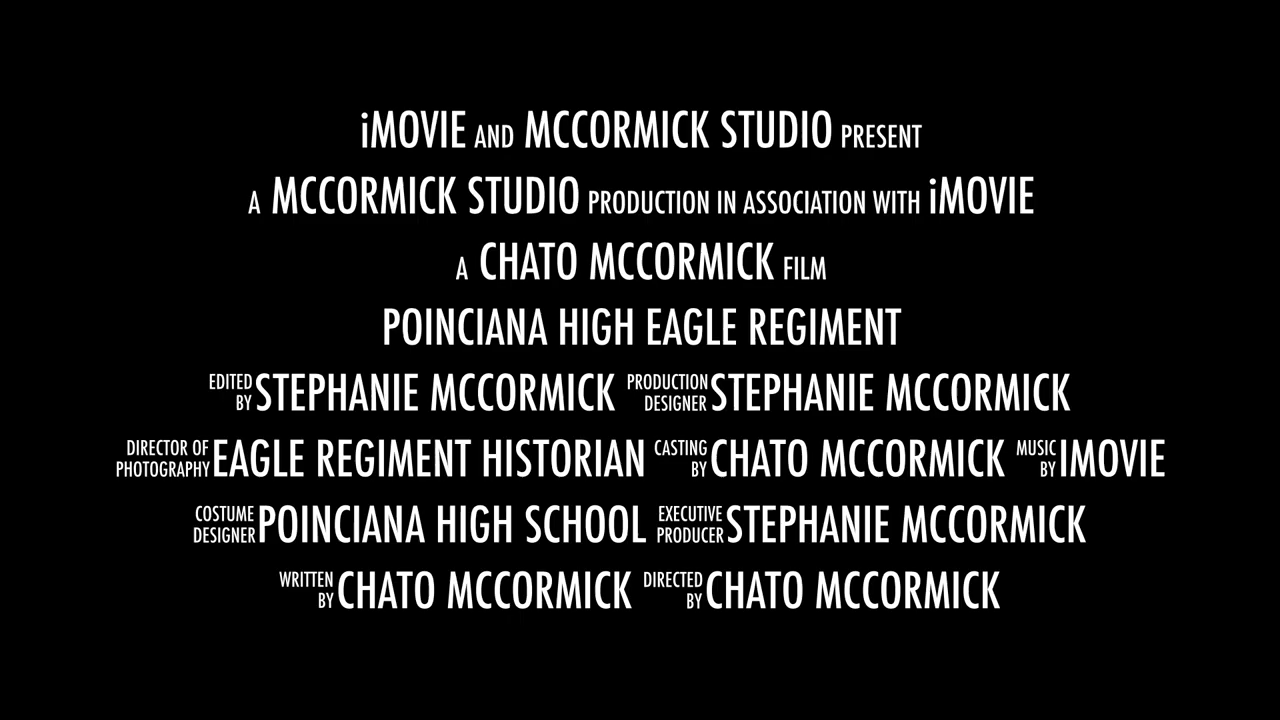 iMOVIE AND MCCORMICK STUDIO PRESENT
A MCCORMICK STUDIO PRODUCTION IN ASSOCIATION WITH iMOVIE
A CHATO MCCORMICK FILM
POINCIANA HIGH EAGLE REGIMENT
EDITED BY STEPHANIE MCCORMICK PRODUCTION DESIGNER STEPHANIE MCCORMICK
DIRECTOR OF PHOTOGRAPHY EAGLE REGIMENT HISTORIAN CASTING BY CHATO MCCORMICK MUSIC BY IMOVIE
COSTUME DESIGNER POINCIANA HIGH SCHOOL EXECUTIVE PRODUCER STEPHANIE MCCORMICK
WRITTEN BY CHATO MCCORMICK DIRECTED BY CHATO MCCORMICK